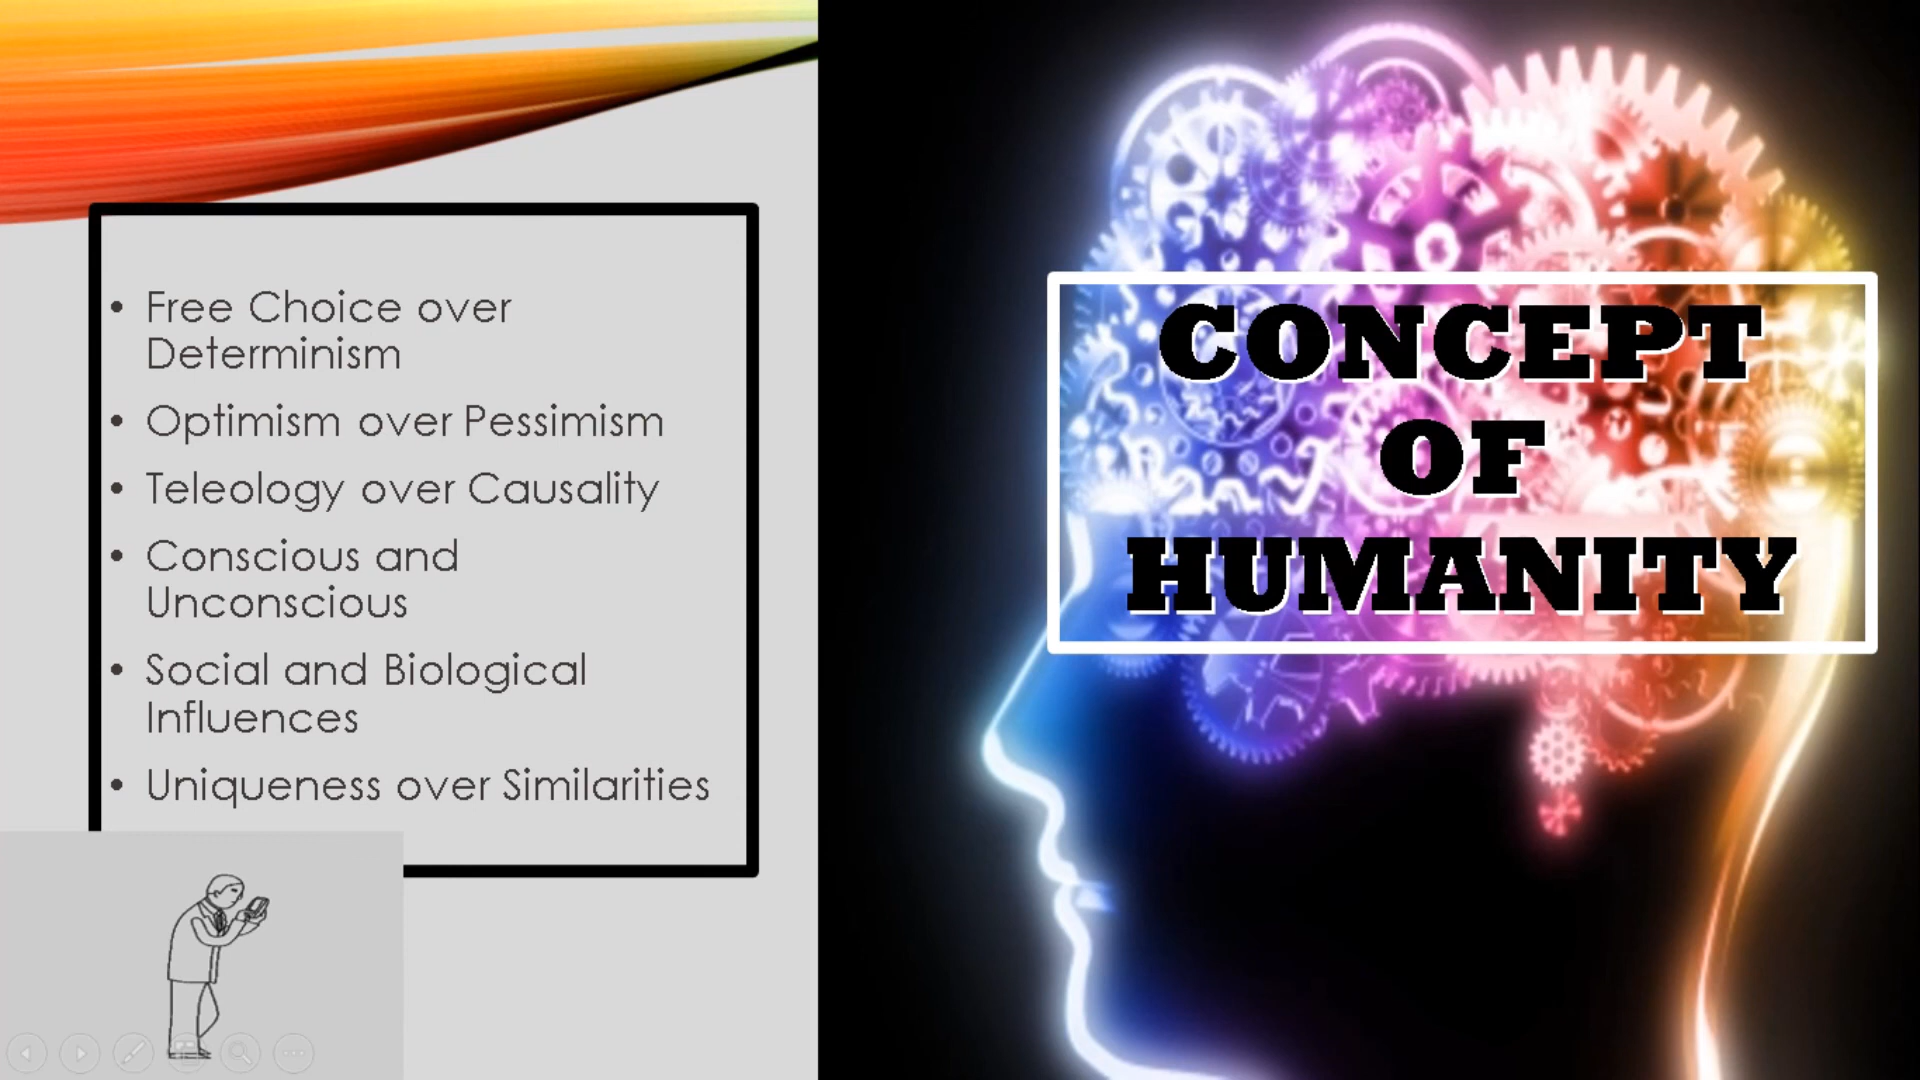 • Free Choice over
Determinism
• Optimism over Pessimism
• Teleology over Causality
• Conscious and
Unconscious
• Social and Biological
Influences
• Uniqueness over Similarities
CONCEPT
OF
HUMANITY